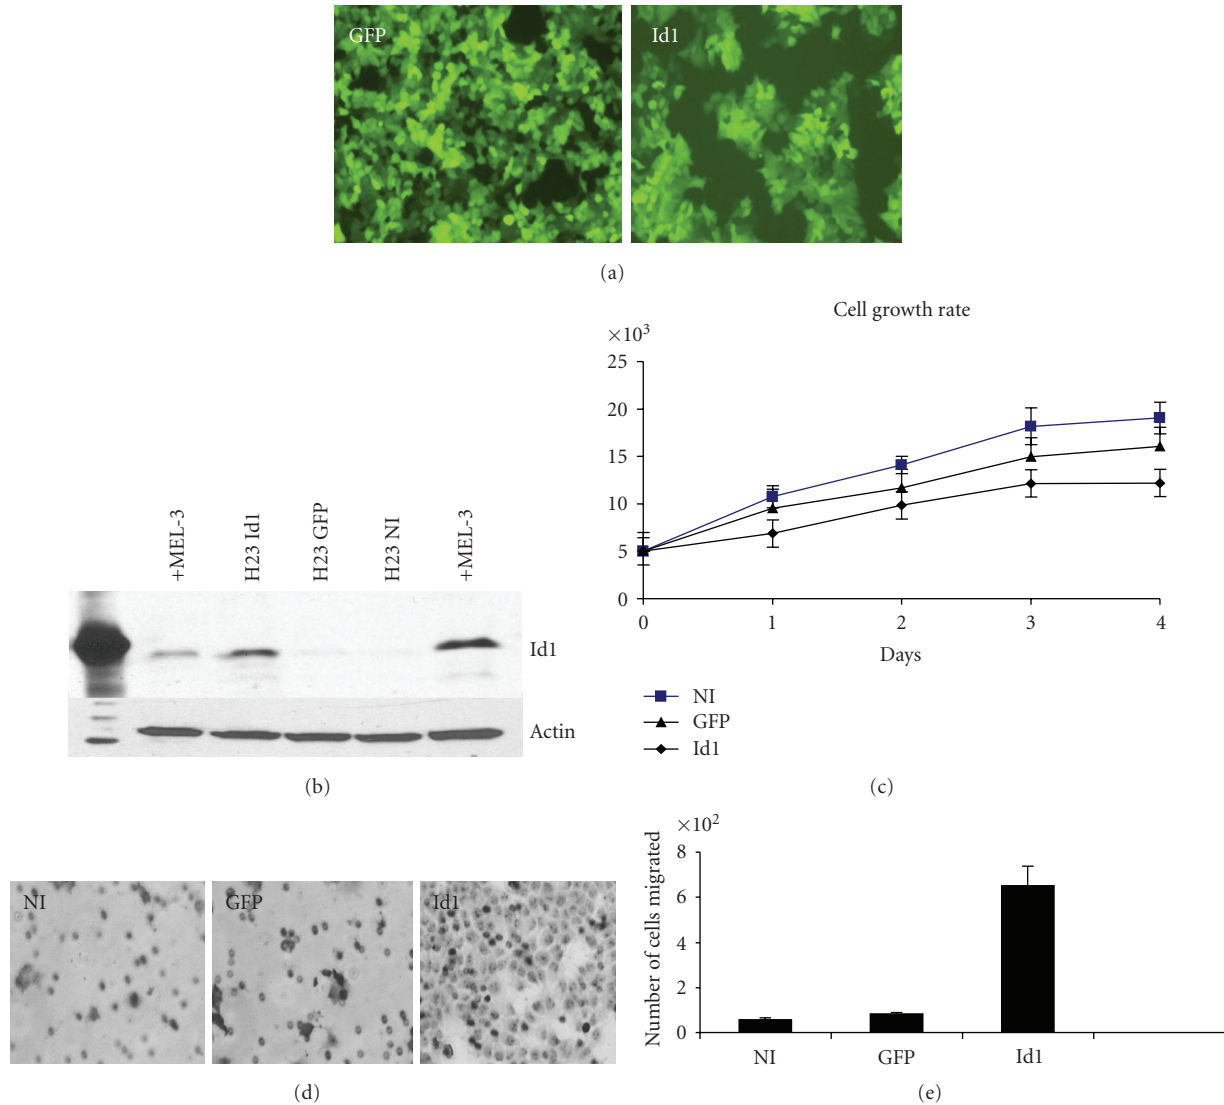 GFP
Id1
(a)
+MEL-3
H23 Id1
H23 GFP
H23 NI
+MEL-3
Id1
Actin
(b)
Cell growth rate
×10³
25
20
15
10
5
0
0 1 2 3 4
Days
NI
GFP
Id1
(c)
NI
GFP
Id1
(d)
×10²
Number of cells migrated
8
6
4
2
0
NI GFP Id1
(e)